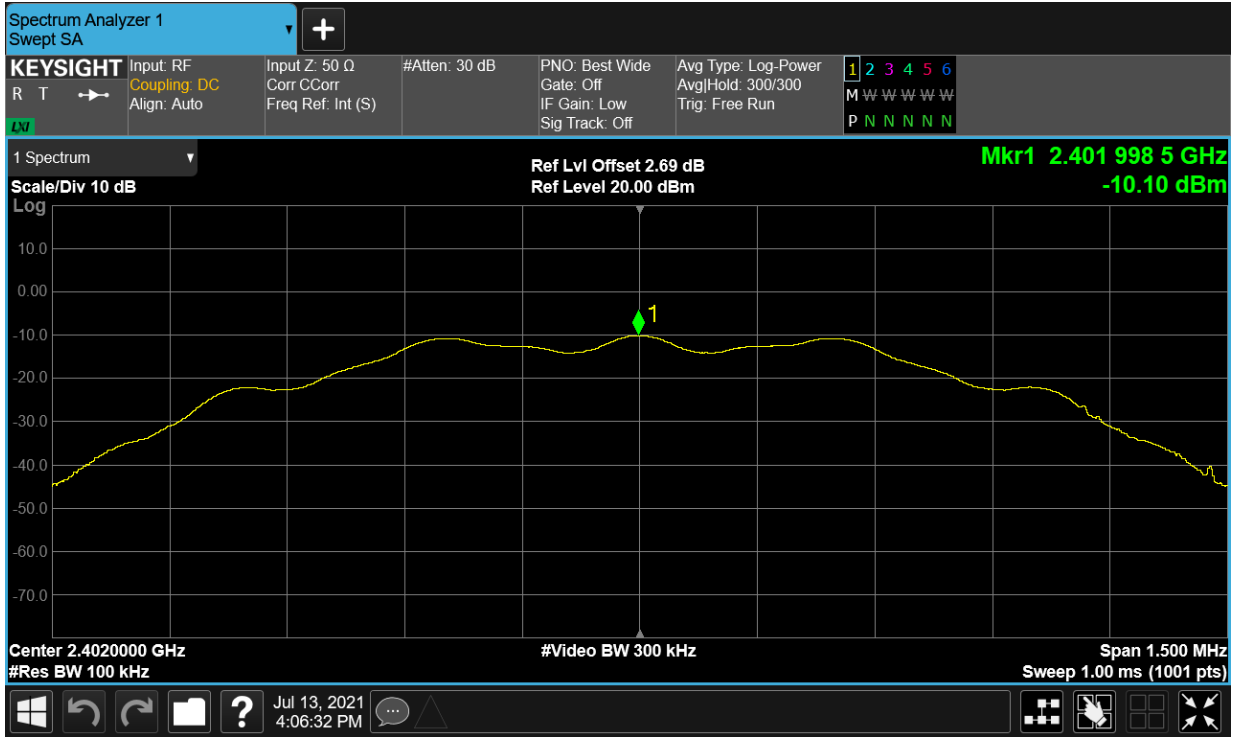 Spectrum Analyzer 1
Swept SA
KEYSIGHT
R T
LXI
Input: RF
Coupling: DC
Align: Auto
Input Z: 50 Ω
Corr CCorr
Freq Ref: Int (S)
#Atten: 30 dB
PNO: Best Wide
Gate: Off
IF Gain: Low
Sig Track: Off
Avg Type: Log-Power
Avg|Hold: 300/300
Trig: Free Run
1 2 3 4 5 6
M W W W W W
P N N N N N
1 Spectrum
Scale/Div 10 dB
Log
Ref Lvl Offset 2.69 dB
Ref Level 20.00 dBm
Mkr1 2.401 998 5 GHz
-10.10 dBm
1
10.0
0.00
-10.0
-20.0
-30.0
-40.0
-50.0
-60.0
-70.0
Center 2.4020000 GHz
#Video BW 300 kHz
Span 1.500 MHz
#Res BW 100 kHz
Sweep 1.00 ms (1001 pts)
?
Jul 13, 2021
4:06:32 PM